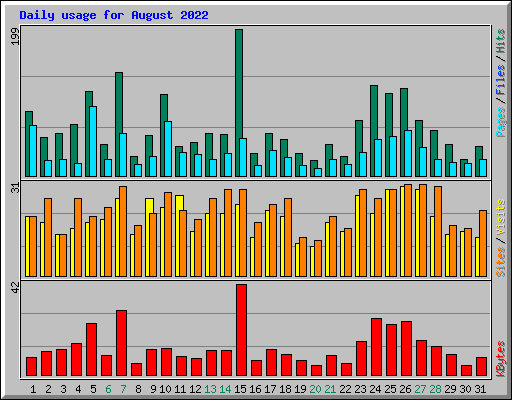 Daily usage for August 2022
199
Pages / Files / Hits
31
Sites / Visits
42
KBytes
1 2 3 4 5 6 7 8 9 10 11 12 13 14 15 16 17 18 19 20 21 22 23 24 25 26 27 28 29 30 31